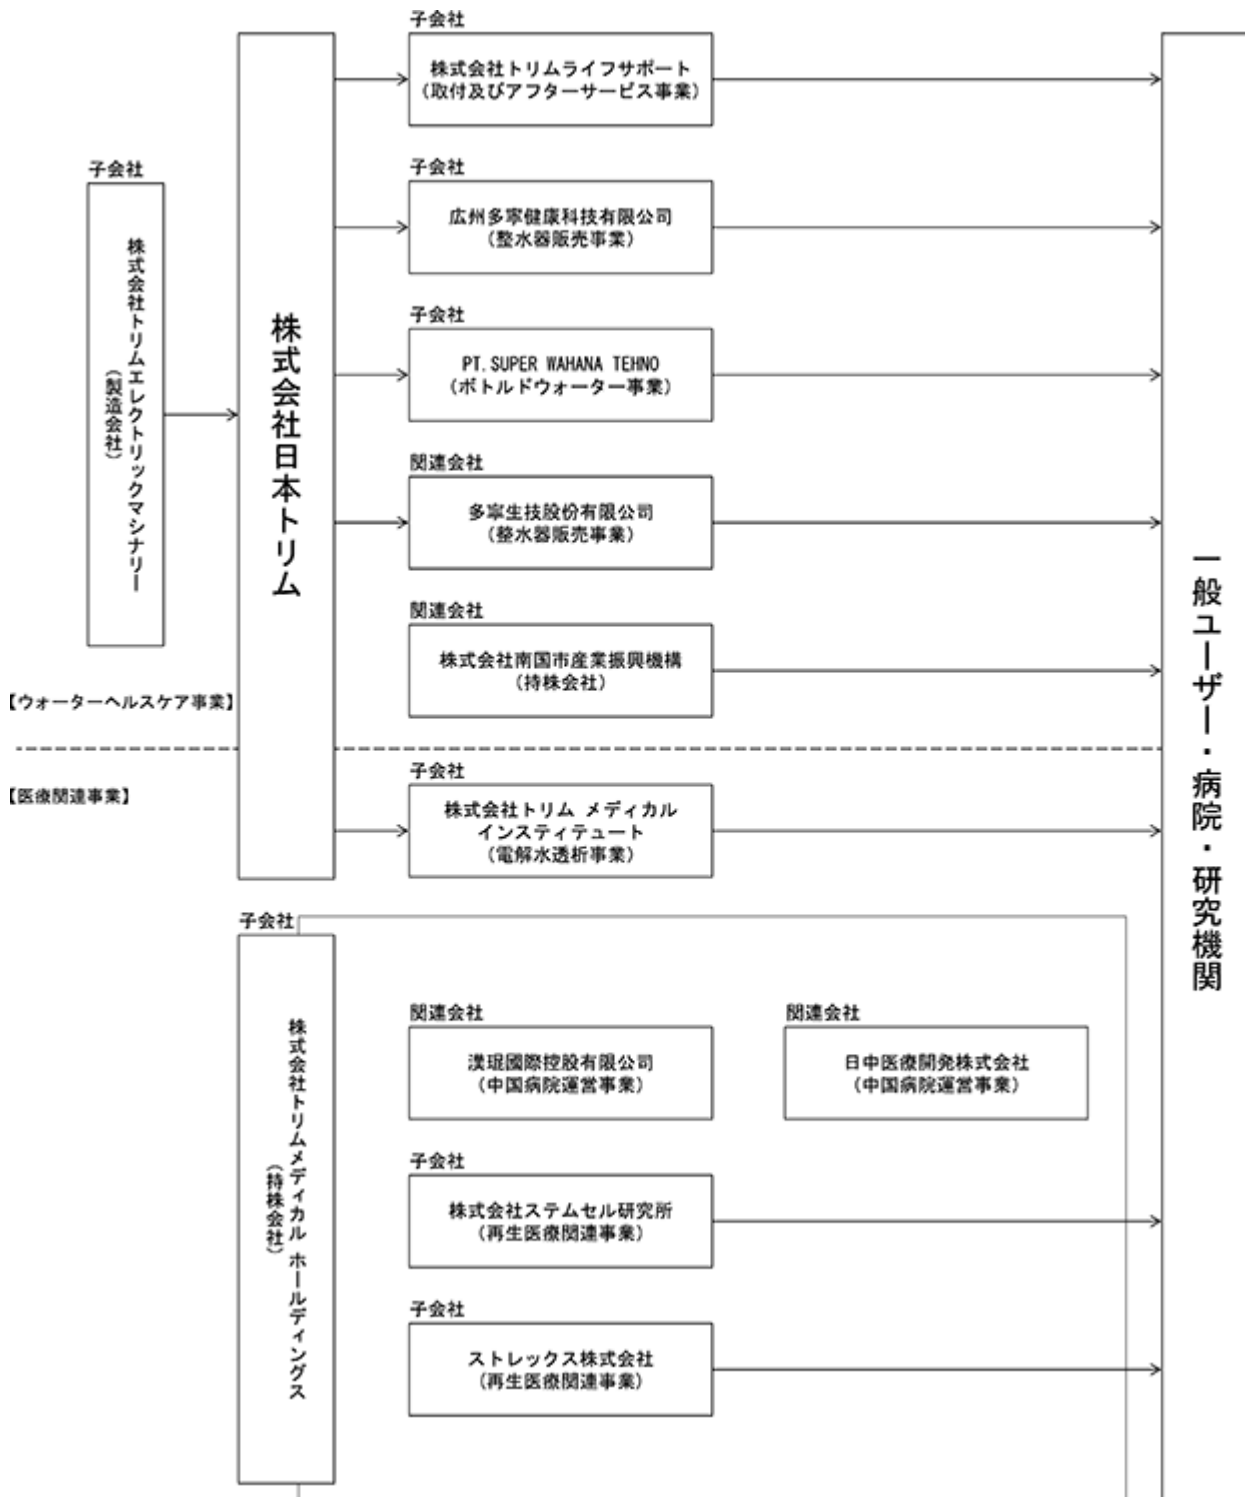 子会社
株式会社トリムライフサポート
(取付及びアフターサービス事業)
子会社
株式会社トリムエレクトリックマシナリー
(製造会社)
株式会社日本トリム
子会社
広州多寧健康科技有限公司
(整水器販売事業)
子会社
PT.SUPER WAHANA TEHNO
(ボトルドウォーター事業)
関連会社
多寧生技股份有限公司
(整水器販売事業)
関連会社
株式会社南国市産業振興機構
(持株会社)
【ウォーターヘルスケア事業】
【医療関連事業】
子会社
株式会社トリム メディカル
インスティテュート
(電解水透析事業)
一般ユーザー・病院・研究機関
子会社
株式会社トリムメディカル ホールディングス
(持株会社)
関連会社
漢琨國際控股有限公司
(中国病院運営事業)
関連会社
日中医療開発株式会社
(中国病院運営事業)
子会社
株式会社ステムセル研究所
(再生医療関連事業)
子会社
ストレックス株式会社
(再生医療関連事業)